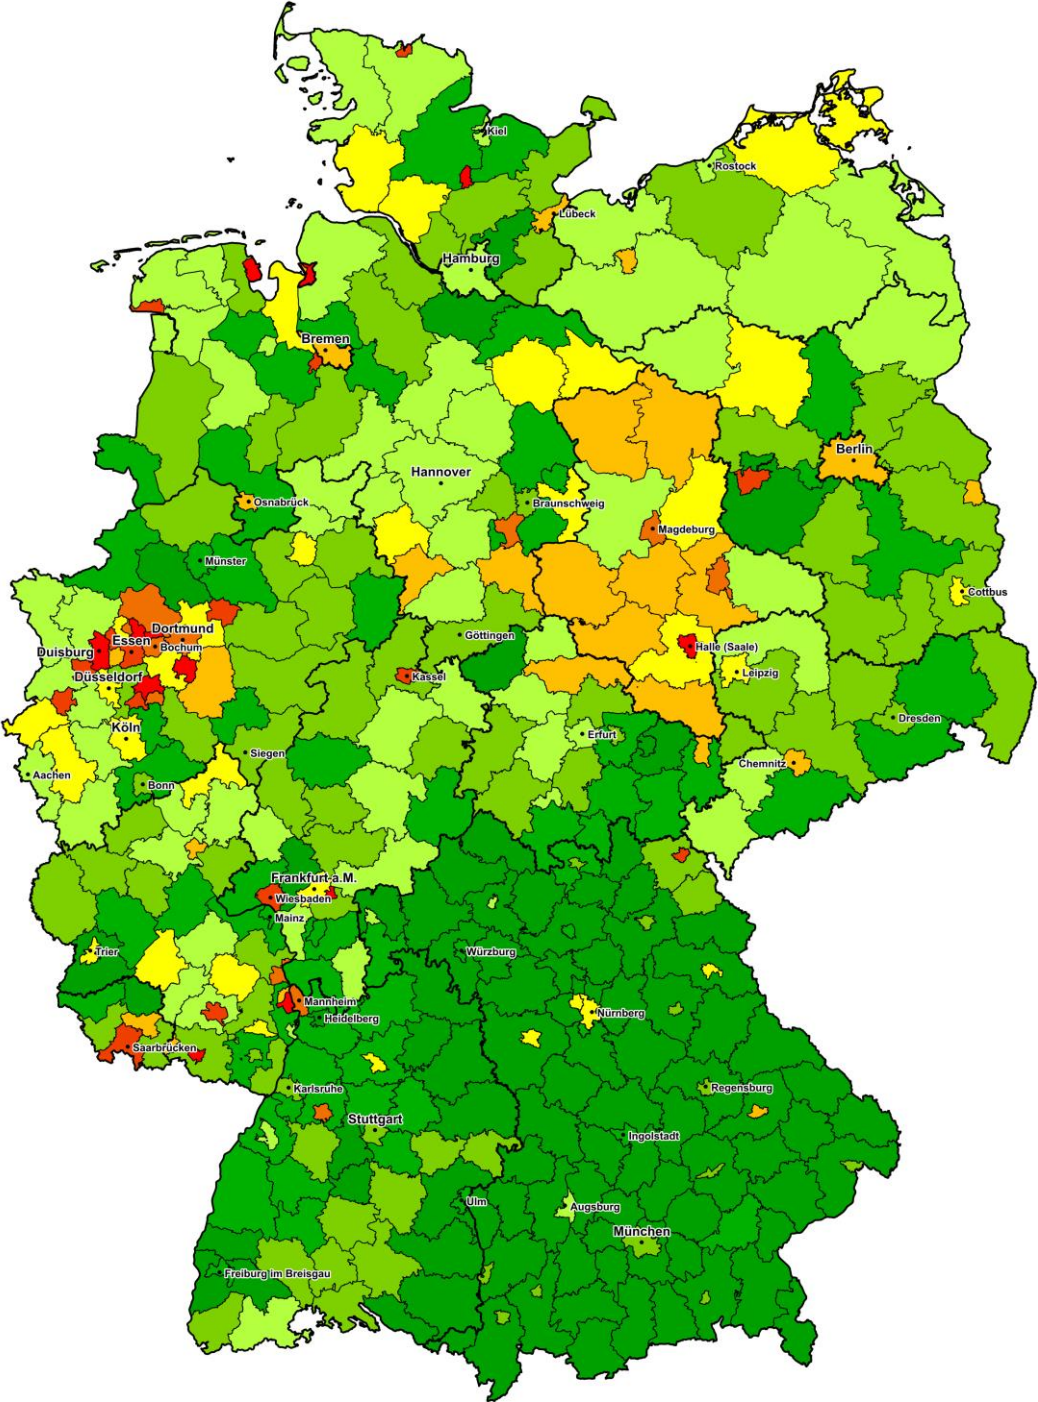 Kiel
Rostock
Lübeck
Hamburg
Bremen
Berlin
Hannover
Osnabrück
Braunschweig
Magdeburg
Münster
Cottbus
Dortmund
Essen
Bochum
Göttingen
Duisburg
Halle (Saale)
Leipzig
Düsseldorf
Kassel
Dresden
Köln
Erfurt
Siegen
Chemnitz
Aachen
Bonn
Frankfurt a.M.
Wiesbaden
Mainz
Trier
Würzburg
Mannheim
Nürnberg
Heidelberg
Saarbrücken
Karlsruhe
Regensburg
Stuttgart
Ingolstadt
Ulm
Augsburg
München
Freiburg im Breisgau